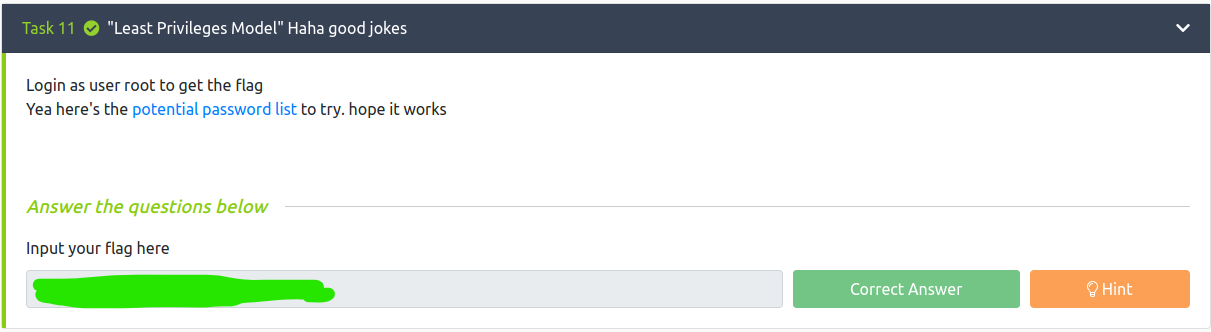 Task 11 "Least Privileges Model" Haha good jokes
Login as user root to get the flag
Yea here's the potential password list to try. hope it works
Answer the questions below
Input your flag here
Correct Answer Hint